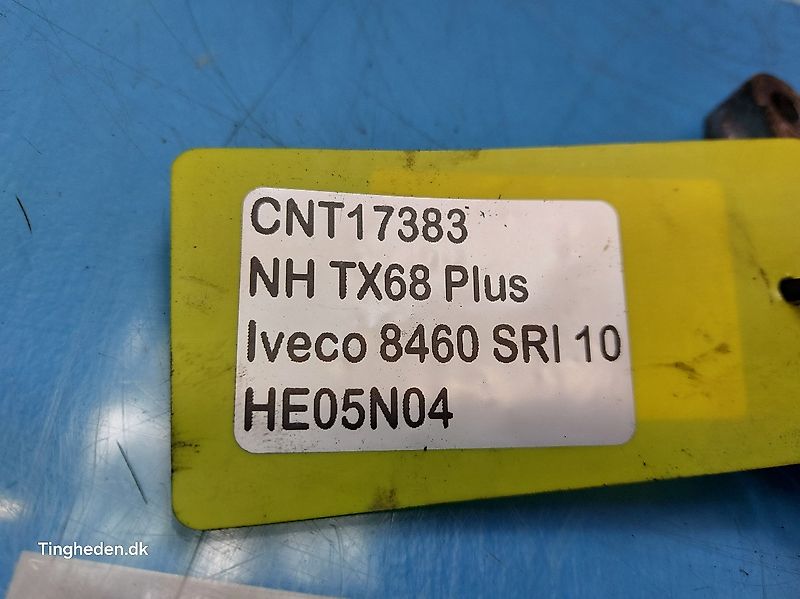 CNT17383
NH TX68 Plus
Iveco 8460 SRI 10
HE05N04
Tingheden.dk